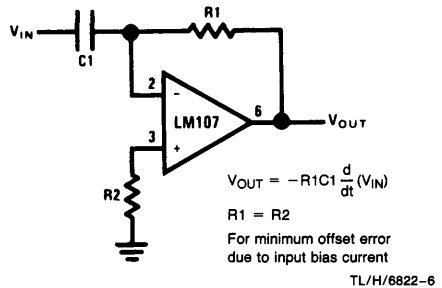 R1
V_IN
C1
2
-
6
LM107
V_OUT
3
+
R2
V_OUT = -R1C1 d/dt (V_IN)
R1 = R2
For minimum offset error
due to input bias current
TL/H/6822-6